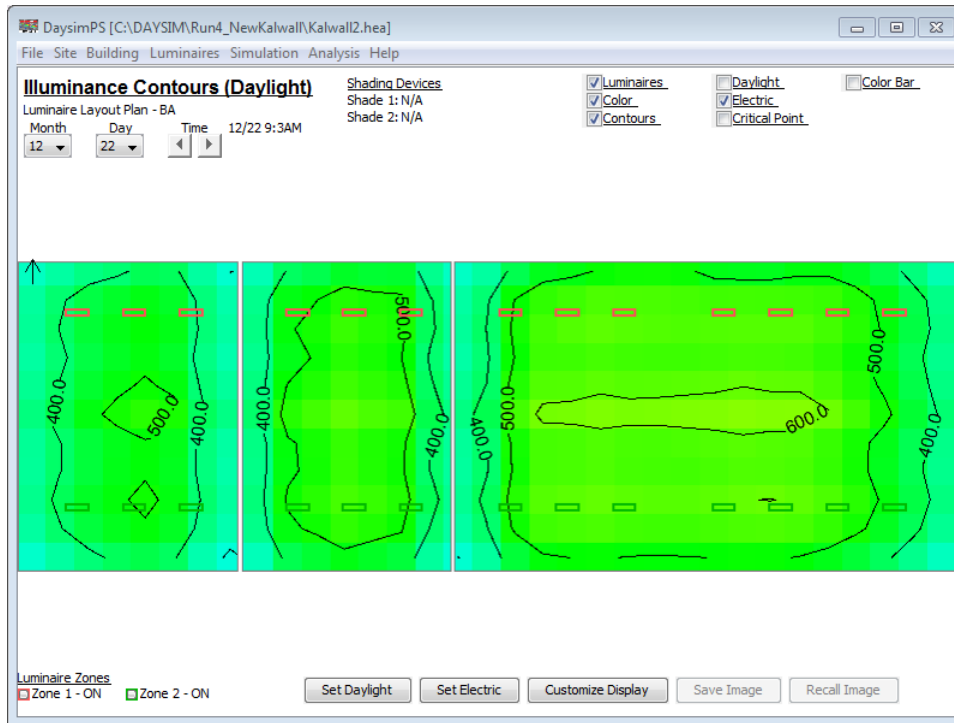 DaysimPS [C:\DAYSIM\Run4_NewKalwall\Kalwall2.hea]
File Site Building Luminaires Simulation Analysis Help
Illuminance Contours (Daylight)
Luminaire Layout Plan - BA
Month Day Time 12/22 9:3AM
12 22
Shading Devices
Shade 1: N/A
Shade 2: N/A
Luminaires Daylight Color Bar
Color Electric
Contours Critical Point
400.0 500.0 400.0
400.0 500.0 400.0
400.0 500.0 600.0 500.0 400.0
Luminaire Zones
Zone 1 - ON Zone 2 - ON
Set Daylight Set Electric Customize Display Save Image Recall Image